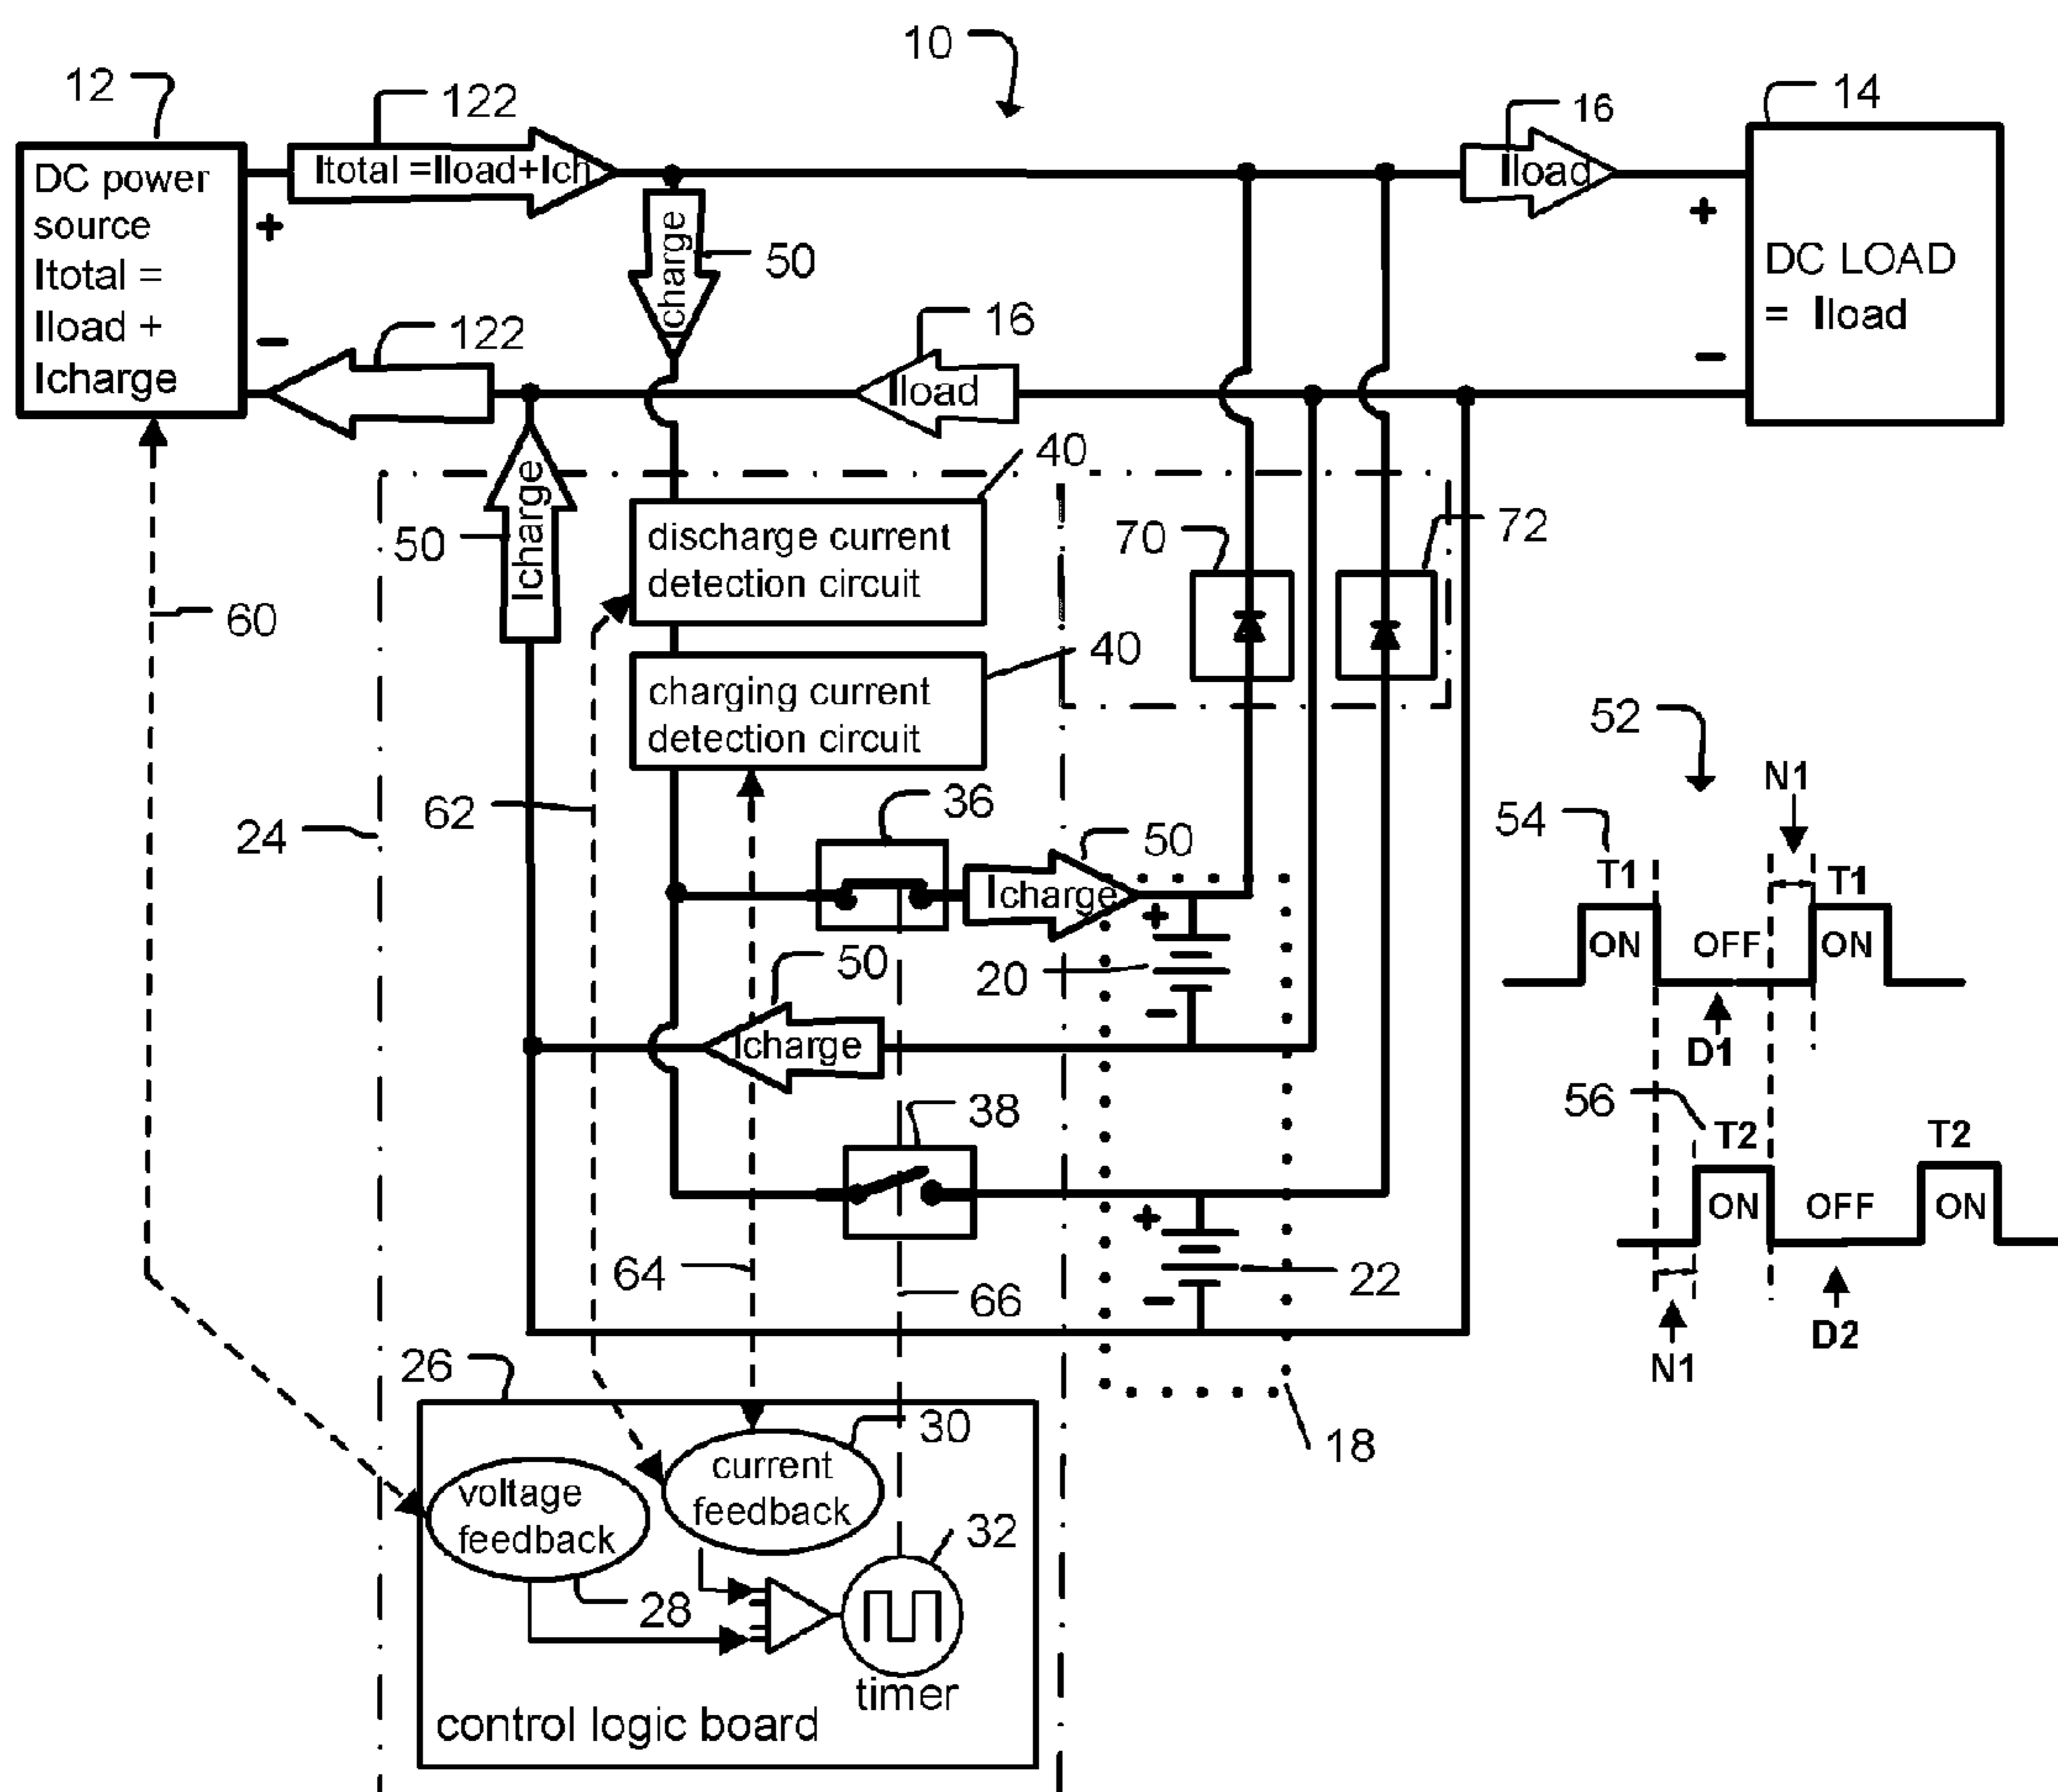 10
12
122
16
14
DC power
source
Itotal =
Iload +
Icharge
+
−
Itotal =Iload+Ich
Icharge
50
Iload
+
−
DC LOAD
= Iload
122
16
Iload
40
50
Icharge
discharge current
detection circuit
70
72
60
40
charging current
detection circuit
52
N1
62
36
24
50
54
T1
T1
Icharge
+
ON
OFF
ON
50
20
−
D1
Icharge
38
56
T2
T2
+
ON
OFF
ON
64
66
22
−
N1
D2
26
30
18
current
feedback
voltage
feedback
32
28
timer
control logic board